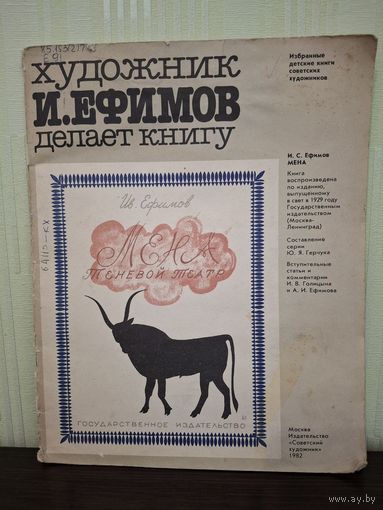 художник
И.ЕФИМОВ
делает книгу
Избранные
детские книги
советских
художников
И. С. Ефимов
МЕНА
Книга
воспроизведена
по изданию,
выпущенному
в свет в 1929 году
Государственным
издательством
(Москва-
Ленинград)
Составление
серии
Ю. Я. Герчука
Вступительные
статьи и
комментарии
И. В. Голицына
и А. И. Ефимова
Москва
Издательство
«Советский
художник»
1982
Ив. Ефимов
МЕНА
ТЕНЕВОЙ ТЕАТР
ГОСУДАРСТВЕННОЕ ИЗДАТЕЛЬСТВО
www.ay.by